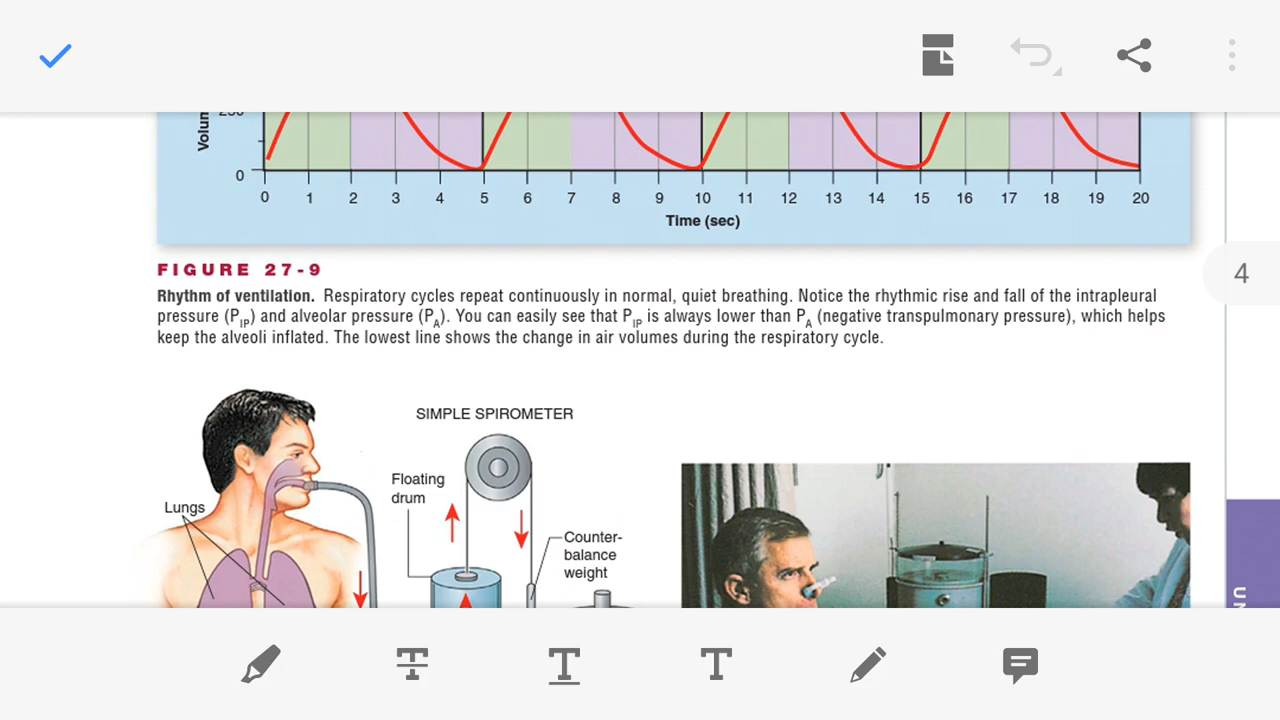 250
Volum
0
0 1 2 3 4 5 6 7 8 9 10 11 12 13 14 15 16 17 18 19 20
Time (sec)
FIGURE 27-9
4
Rhythm of ventilation. Respiratory cycles repeat continuously in normal, quiet breathing. Notice the rhythmic rise and fall of the intrapleural
pressure (PIP) and alveolar pressure (PA). You can easily see that PIP is always lower than PA (negative transpulmonary pressure), which helps
keep the alveoli inflated. The lowest line shows the change in air volumes during the respiratory cycle.
SIMPLE SPIROMETER
Floating
drum
Lungs
Counter-
balance
weight
UN